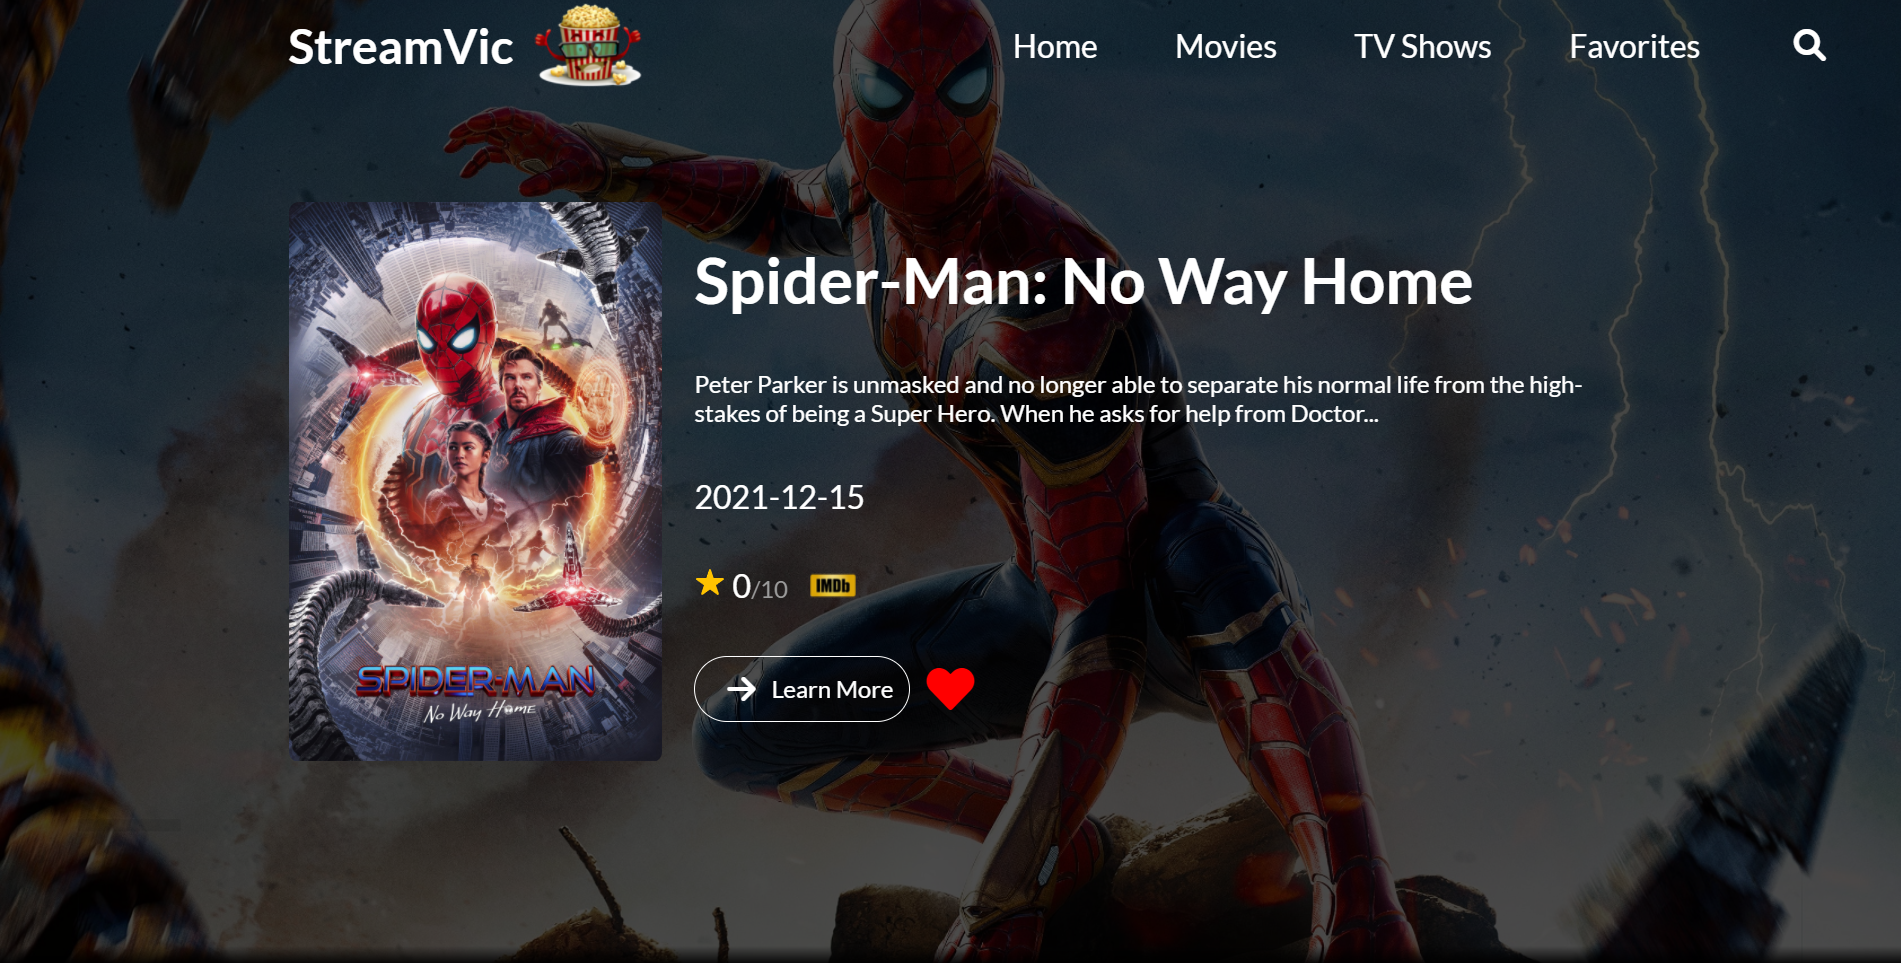 StreamVic
Home
Movies
TV Shows
Favorites
Spider-Man: No Way Home
Peter Parker is unmasked and no longer able to separate his normal life from the high-
stakes of being a Super Hero. When he asks for help from Doctor...
2021-12-15
0/10
IMDb
Learn More
SPIDER-MAN
No Way Home